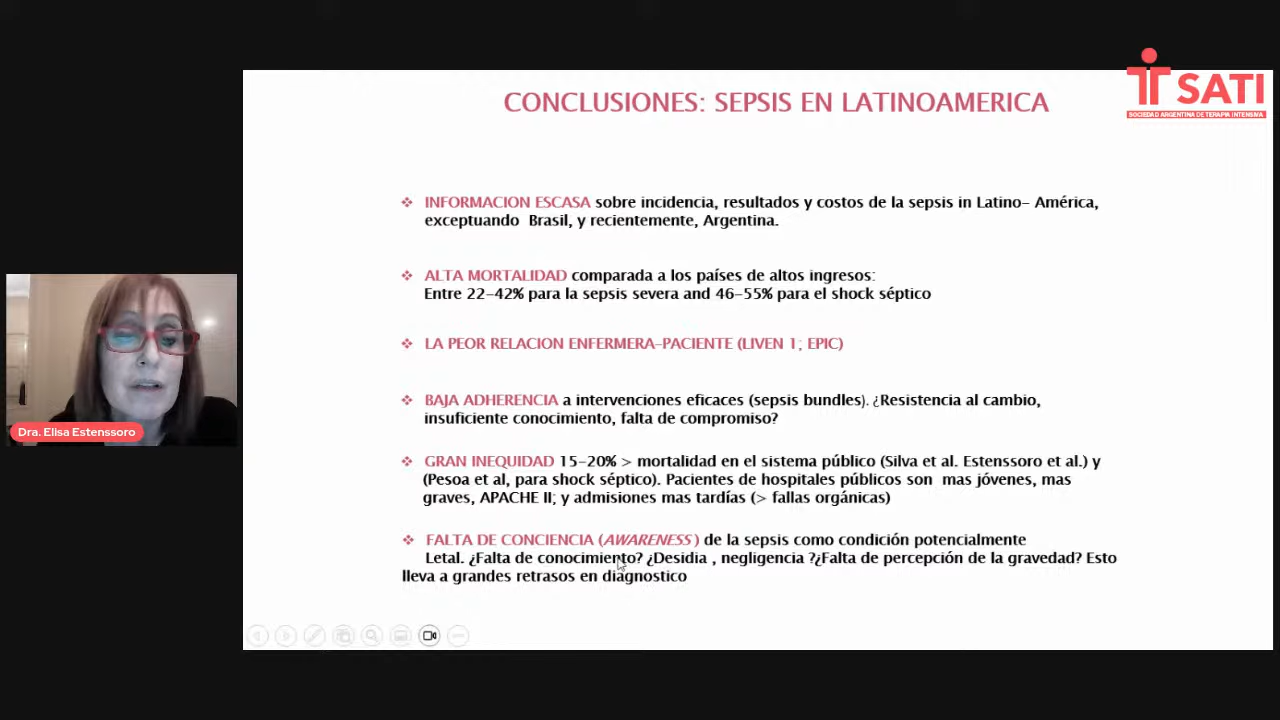 SATI
SOCIEDAD ARGENTINA DE TERAPIA INTENSIVA
CONCLUSIONES: SEPSIS EN LATINOAMERICA
INFORMACION ESCASA sobre incidencia, resultados y costos de la sepsis in Latino- América,
exceptuando Brasil, y recientemente, Argentina.
ALTA MORTALIDAD comparada a los países de altos ingresos:
Entre 22-42% para la sepsis severa and 46-55% para el shock séptico
LA PEOR RELACION ENFERMERA-PACIENTE (LIVEN 1; EPIC)
BAJA ADHERENCIA a intervenciones eficaces (sepsis bundles). ¿Resistencia al cambio,
insuficiente conocimiento, falta de compromiso?
GRAN INEQUIDAD 15-20% > mortalidad en el sistema público (Silva et al. Estenssoro et al.) y
(Pesoa et al, para shock séptico). Pacientes de hospitales públicos son mas jóvenes, mas
graves, APACHE II; y admisiones mas tardías (> fallas orgánicas)
FALTA DE CONCIENCIA (AWARENESS ) de la sepsis como condición potencialmente
Letal. ¿Falta de conocimiento? ¿Desidia , negligencia ?¿Falta de percepción de la gravedad? Esto
lleva a grandes retrasos en diagnostico
Dra. Elisa Estenssoro